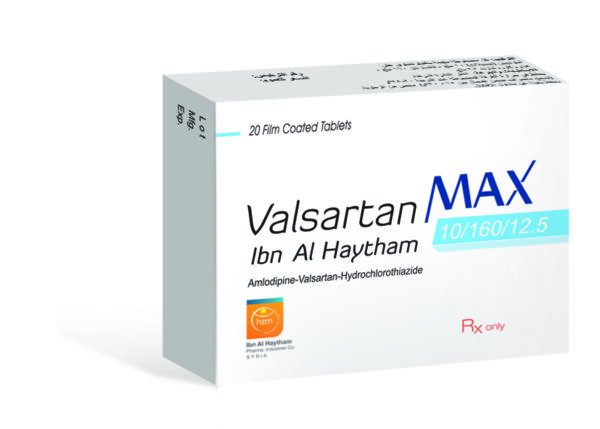 Lot
Mfg.
Exp.
20 Film Coated Tablets
Valsartan MAX
10/160/12.5
Ibn Al Haytham
Amlodipine-Valsartan-Hydrochlorothiazide
hzm
Ibn Al Haytham
Pharma. Industries Co.
SYRIA
Rx only